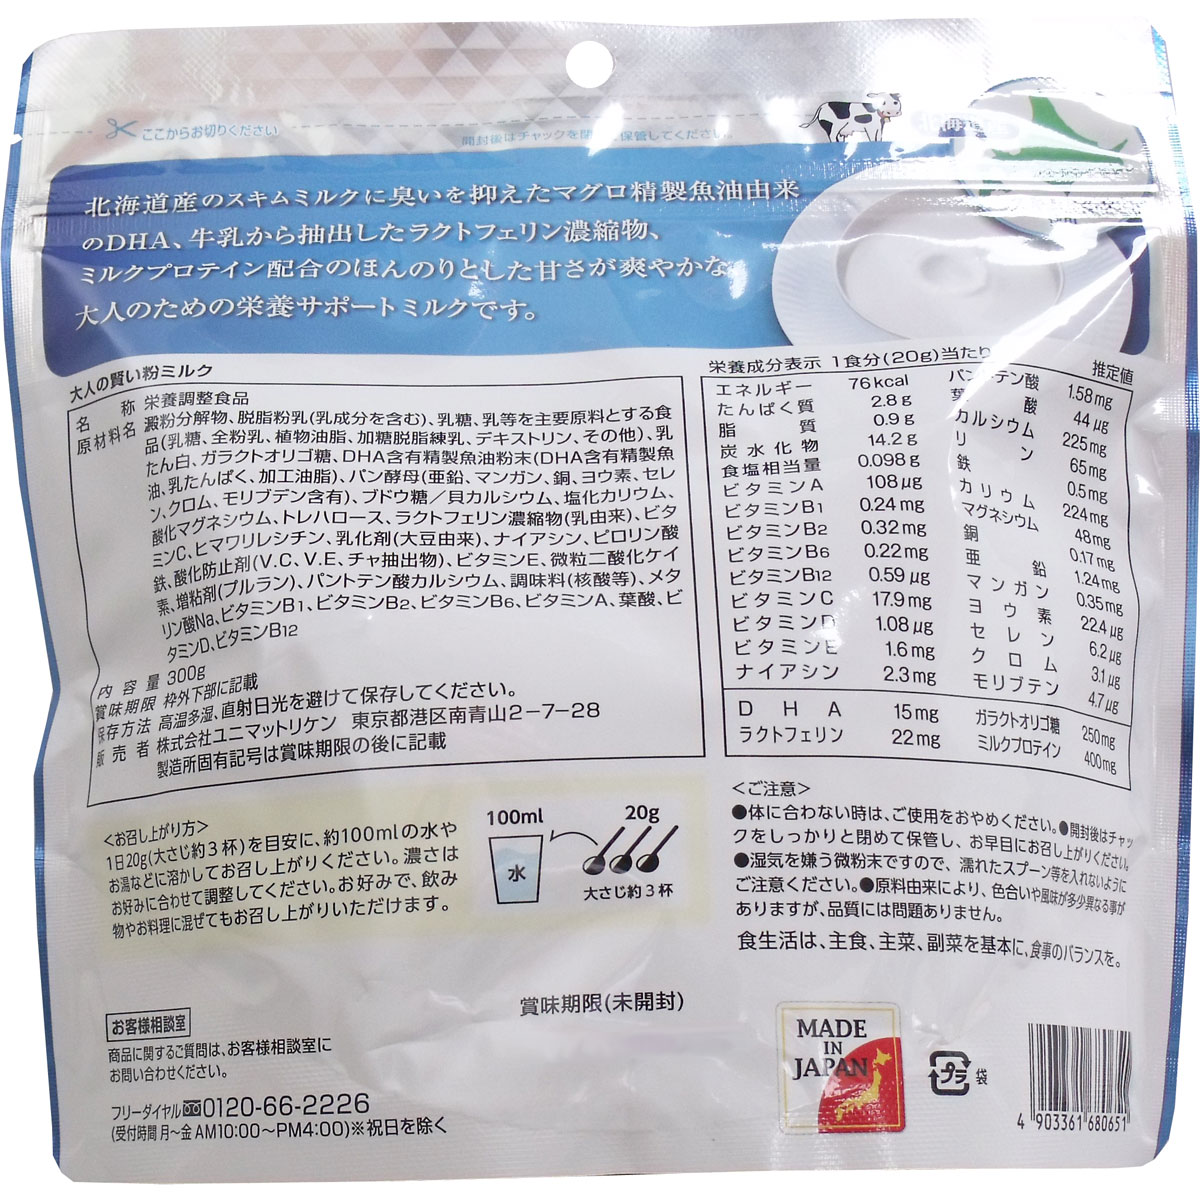 ここからお切りください
開封後はチャックを閉 保管してください。
北海道産のスキムミルクに臭いを抑えたマグロ精製魚油由来
のDHA、牛乳から抽出したラクトフェリン濃縮物、
ミルクプロテイン配合のほんのりとした甘さが爽やかな
大人のための栄養サポートミルクです。
大人の賢い粉ミルク
名称 栄養調整食品
原材料名 澱粉分解物、脱脂粉乳(乳成分を含む)、乳糖、乳等を主要原料とする食
品(乳糖、全粉乳、植物油脂、加糖脱脂練乳、デキストリン、その他)、乳
たん白、ガラクトオリゴ糖、DHA含有精製魚油粉末(DHA含有精製魚
油、乳たんぱく、加工油脂)、パン酵母(亜鉛、マンガン、銅、ヨウ素、セレ
ン、クロム、モリブデン含有)、ブドウ糖/貝カルシウム、塩化カリウム、
酸化マグネシウム、トレハロース、ラクトフェリン濃縮物(乳由来)、ビタ
ミンC、ヒマワリレシチン、乳化剤(大豆由来)、ナイアシン、ピロリン酸
鉄、酸化防止剤(V.C、V.E、チャ抽出物)、ビタミンE、微粒二酸化ケイ
素、増粘剤(プルラン)、パントテン酸カルシウム、調味料(核酸等)、メタ
リン酸Na、ビタミンB1、ビタミンB2、ビタミンB6、ビタミンA、葉酸、ビ
タミンD、ビタミンB12
内容量 300g
賞味期限 枠外下部に記載
保存方法 高温多湿、直射日光を避けて保存してください。
販売者 株式会社ユニマットリケン 東京都港区南青山2-7-28
製造所固有記号は賞味期限の後に記載
栄養成分表示 1食分(20g)当たり 推定値
エネルギー 76kcal
たんぱく質 2.8g
脂質 0.9g
炭水化物 14.2g
食塩相当量 0.098g
ビタミンA 108μg
ビタミンB1 0.24mg
ビタミンB2 0.32mg
ビタミンB6 0.22mg
ビタミンB12 0.59μg
ビタミンC 17.9mg
ビタミンD 1.08μg
ビタミンE 1.6mg
ナイアシン 2.3mg
パントテン酸 1.58mg
葉酸 44μg
カルシウム 225mg
リン 65mg
鉄 0.5mg
カリウム 224mg
マグネシウム 48mg
銅 0.17mg
亜鉛 1.24mg
マンガン 0.35mg
ヨウ素 22.4μg
セレン 6.2μg
クロム 3.1μg
モリブデン 4.7μg
DHA 15mg ガラクトオリゴ糖 250mg
ラクトフェリン 22mg ミルクプロテイン 400mg
<お召し上がり方>
1日20g(大さじ約3杯)を目安に、約100mlの水や
お湯などに溶かしてお召し上がりください。濃さは
お好みに合わせて調整してください。お好みで、飲み
物やお料理に混ぜてもお召し上がりいただけます。
100ml 20g
水
大さじ約3杯
<ご注意>
●体に合わない時は、ご使用をおやめください。●開封後はチャッ
クをしっかりと閉めて保管し、お早目にお召し上がりください。
●湿気を嫌う微粉末ですので、濡れたスプーン等を入れないように
ご注意ください。●原料由来により、色合いや風味が多少異なる事が
ありますが、品質には問題ありません。
食生活は、主食、主菜、副菜を基本に、食事のバランスを。
賞味期限(未開封)
お客様相談室
商品に関するご質問は、お客様相談室に
お問い合わせください。
フリーダイヤル 0120-66-2226
(受付時間 月〜金 AM10:00〜PM4:00)※祝日を除く
MADE
IN
JAPAN
プラ
袋
4 903361 680651